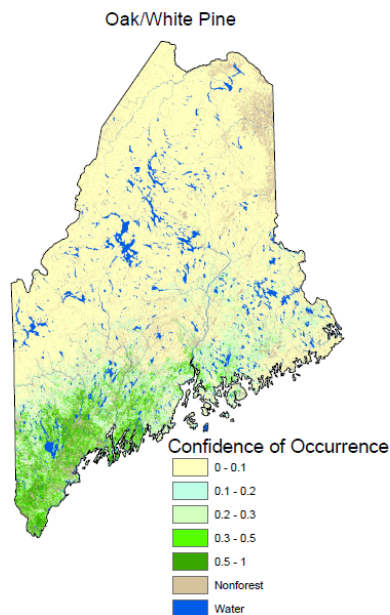 Oak/White Pine
Confidence of Occurrence
0 - 0.1
0.1 - 0.2
0.2 - 0.3
0.3 - 0.5
0.5 - 1
Nonforest
Water